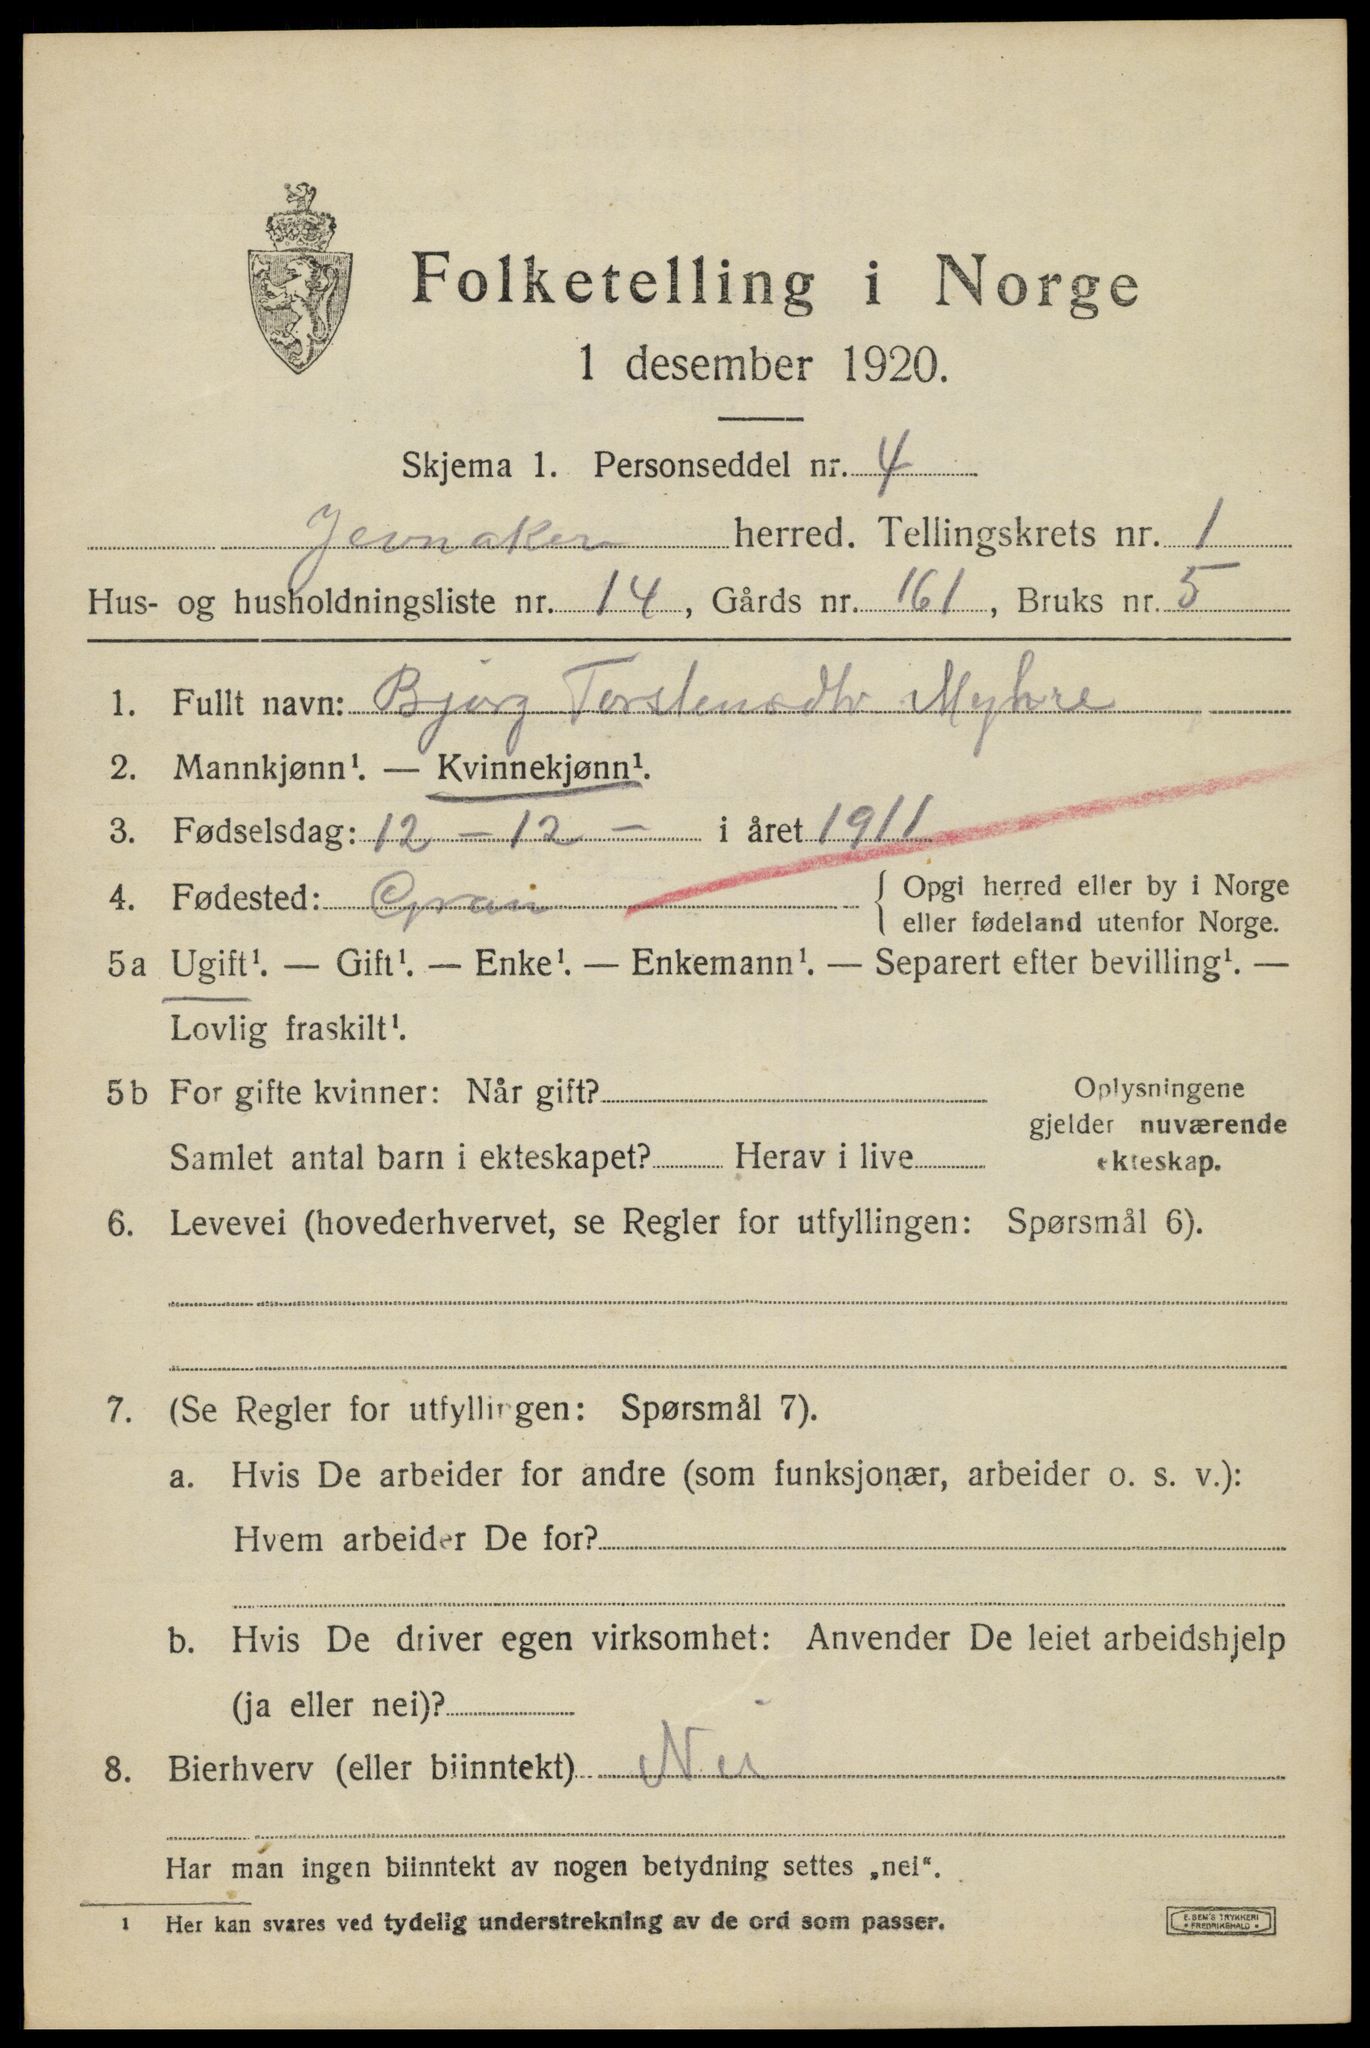 Folketelling i Norge
1 desember 1920.
Skjema 1. Personseddel nr. 4
Jevnaker herred. Tellingskrets nr. 1
Hus- og husholdningsliste nr. 14, Gårds nr. 161, Bruks nr. 5
1. Fullt navn: Bjørg Torstensdtr Myhre
2. Mannkjønn¹. — Kvinnekjønn¹.
3. Fødselsdag: 12 - 12 - i året 1911
4. Fødested: Gran { Opgi herred eller by i Norge
eller fødeland utenfor Norge.
5a Ugift¹. — Gift¹. — Enke¹. — Enkemann¹. — Separert efter bevilling¹. —
Lovlig fraskilt¹.
5b For gifte kvinner: Når gift?
Samlet antal barn i ekteskapet? Herav i live
Oplysningene
gjelder nuværende
ekteskap.
6. Levevei (hovederhvervet, se Regler for utfyllingen: Spørsmål 6).
7. (Se Regler for utfyllingen: Spørsmål 7).
a. Hvis De arbeider for andre (som funksjonær, arbeider o. s. v.):
Hvem arbeider De for?
b. Hvis De driver egen virksomhet: Anvender De leiet arbeidshjelp
(ja eller nei)?
8. Bierhverv (eller biinntekt) Nei
Har man ingen biinntekt av nogen betydning settes „nei“.
1 Her kan svares ved tydelig understrekning av de ord som passer.
E. SEM'S TRYKKERI
FREDRIKSHALD